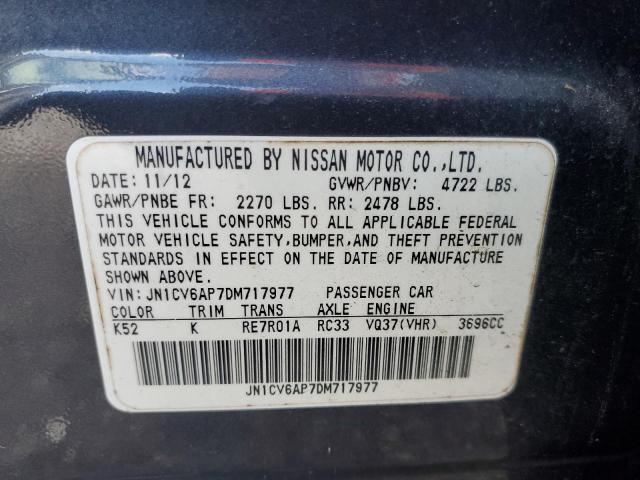 MANUFACTURED BY NISSAN MOTOR CO.,LTD.
DATE: 11/12 GVWR/PNBV: 4722 LBS.
GAWR/PNBE FR: 2270 LBS. RR: 2478 LBS.
THIS VEHICLE CONFORMS TO ALL APPLICABLE FEDERAL
MOTOR VEHICLE SAFETY,BUMPER,AND THEFT PREVENTION
STANDARDS IN EFFECT ON THE DATE OF MANUFACTURE
SHOWN ABOVE.
VIN: JN1CV6AP7DM717977 PASSENGER CAR
COLOR TRIM TRANS AXLE ENGINE
K52 K RE7R01A RC33 VQ37(VHR) 3696CC
JN1CV6AP7DM717977